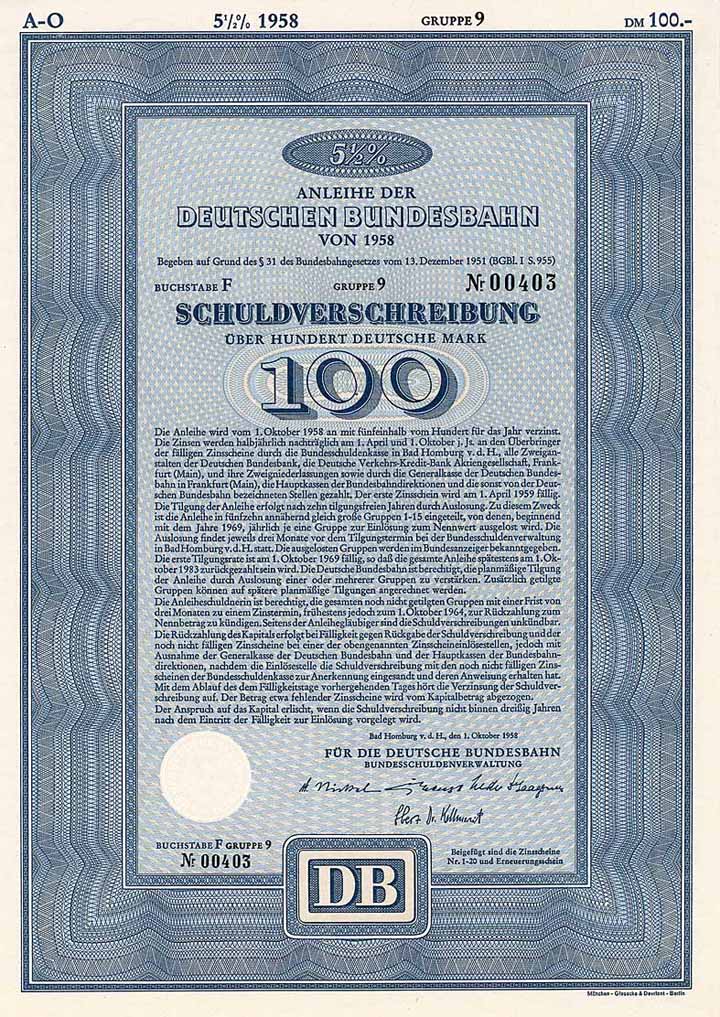 A-O 5½% 1958 GRUPPE 9 DM 100.-
5½%
ANLEIHE DER
DEUTSCHEN BUNDESBAHN
VON 1958
Begeben auf Grund des § 31 des Bundesbahngesetzes vom 13. Dezember 1951 (BGBl. I S. 955)
BUCHSTABE F GRUPPE 9 Nr 00403
SCHULDVERSCHREIBUNG
ÜBER HUNDERT DEUTSCHE MARK
100
Die Anleihe wird vom 1. Oktober 1958 an mit fünfeinhalb vom Hundert für das Jahr verzinst.
Die Zinsen werden halbjährlich nachträglich am 1. April und 1. Oktober j. Js. an den Überbringer
der fälligen Zinsscheine durch die Bundesschuldenkasse in Bad Homburg v. d. H., alle Zweigan-
stalten der Deutschen Bundesbank, die Deutsche Verkehrs-Kredit-Bank Aktiengesellschaft, Frank-
furt (Main), und ihre Zweigniederlassungen sowie durch die Generalkasse der Deutschen Bundes-
bahn in Frankfurt (Main), die Hauptkassen der Bundesbahndirektionen und die sonst von der Deut-
schen Bundesbahn bezeichneten Stellen gezahlt. Der erste Zinsschein wird am 1. April 1959 fällig.
Die Tilgung der Anleihe erfolgt nach zehn tilgungsfreien Jahren durch Auslosung. Zu diesem Zweck
ist die Anleihe in fünfzehn annähernd gleich große Gruppen 1-15 eingeteilt, von denen, beginnend
mit dem Jahre 1969, jährlich je eine Gruppe zur Einlösung zum Nennwert ausgelost wird. Die
Auslosung findet jeweils drei Monate vor dem Tilgungstermin bei der Bundesschuldenverwaltung
in Bad Homburg v. d. H. statt. Die ausgelosten Gruppen werden im Bundesanzeiger bekanntgegeben.
Die erste Tilgungsrate ist am 1. Oktober 1969 fällig, so daß die gesamte Anleihe spätestens am 1. Ok-
tober 1983 zurückgezahlt sein wird. Die Deutsche Bundesbahn ist berechtigt, die planmäßige Tilgung
der Anleihe durch Auslosung einer oder mehrerer Gruppen zu verstärken. Zusätzlich getilgte
Gruppen können auf spätere planmäßige Tilgungen angerechnet werden.
Die Anleiheschuldnerin ist berechtigt, die gesamten noch nicht getilgten Gruppen mit einer Frist von
drei Monaten zu einem Zinstermin, frühestens jedoch zum 1. Oktober 1964, zur Rückzahlung zum
Nennbetrag zu kündigen. Seitens der Anleihegläubiger sind die Schuldverschreibungen unkündbar.
Die Rückzahlung des Kapitals erfolgt bei Fälligkeit gegen Rückgabe der Schuldverschreibung und der
noch nicht fälligen Zinsscheine bei einer der obengenannten Zinsscheineinlösestellen, jedoch mit
Ausnahme der Generalkasse der Deutschen Bundesbahn und der Hauptkassen der Bundesbahn-
direktionen, nachdem die Einlösestelle die Schuldverschreibung mit den noch nicht fälligen Zins-
scheinen der Bundesschuldenkasse zur Anerkennung eingesandt und deren Anweisung erhalten hat.
Mit dem Ablauf des dem Fälligkeitstage vorhergehenden Tages hört die Verzinsung der Schuldver-
schreibung auf. Der Betrag etwa fehlender Zinsscheine wird vom Kapitalbetrag abgezogen.
Der Anspruch auf das Kapital erlischt, wenn die Schuldverschreibung nicht binnen dreißig Jahren
nach dem Eintritt der Fälligkeit zur Einlösung vorgelegt wird.
Bad Homburg v. d. H., den 1. Oktober 1958
FÜR DIE DEUTSCHE BUNDESBAHN
BUNDESSCHULDENVERWALTUNG
BUCHSTABE F GRUPPE 9
Nr 00403
Beigefügt sind die Zinsscheine
Nr. 1-20 und Erneuerungsschein
DB
München - Giesecke & Devrient - Berlin